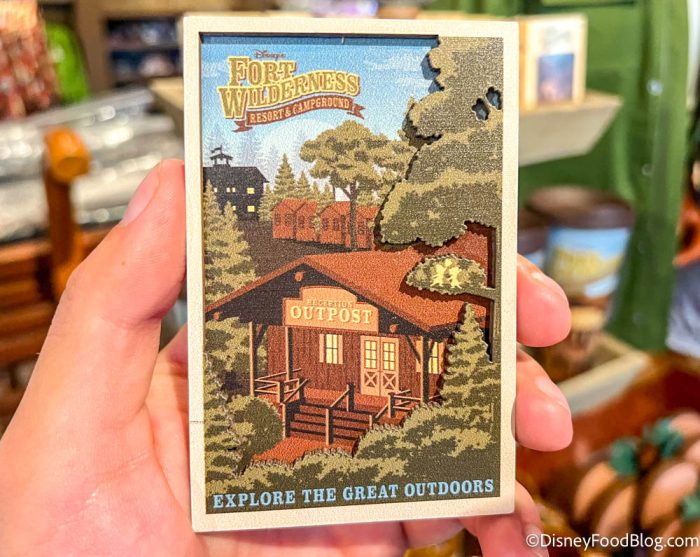 Disney's
FORT
WILDERNESS
RESORT & CAMPGROUND
RECEPTION
OUTPOST
EXPLORE THE GREAT OUTDOORS
©DisneyFoodBlog.com